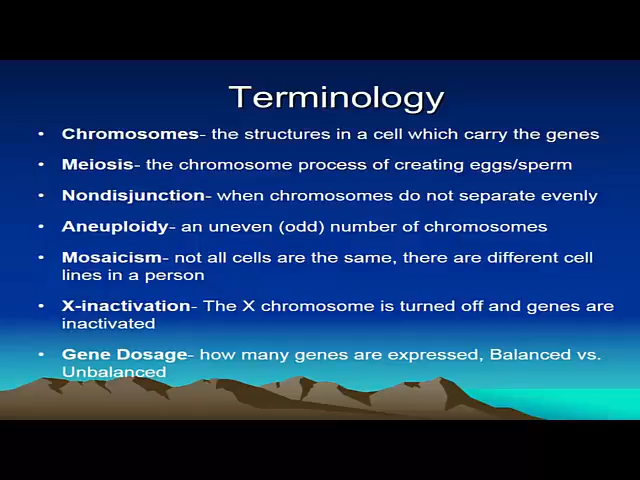 Terminology
• Chromosomes- the structures in a cell which carry the genes
• Meiosis- the chromosome process of creating eggs/sperm
• Nondisjunction- when chromosomes do not separate evenly
• Aneuploidy- an uneven (odd) number of chromosomes
• Mosaicism- not all cells are the same, there are different cell
lines in a person
• X-inactivation- The X chromosome is turned off and genes are
inactivated
• Gene Dosage- how many genes are expressed, Balanced vs.
Unbalanced